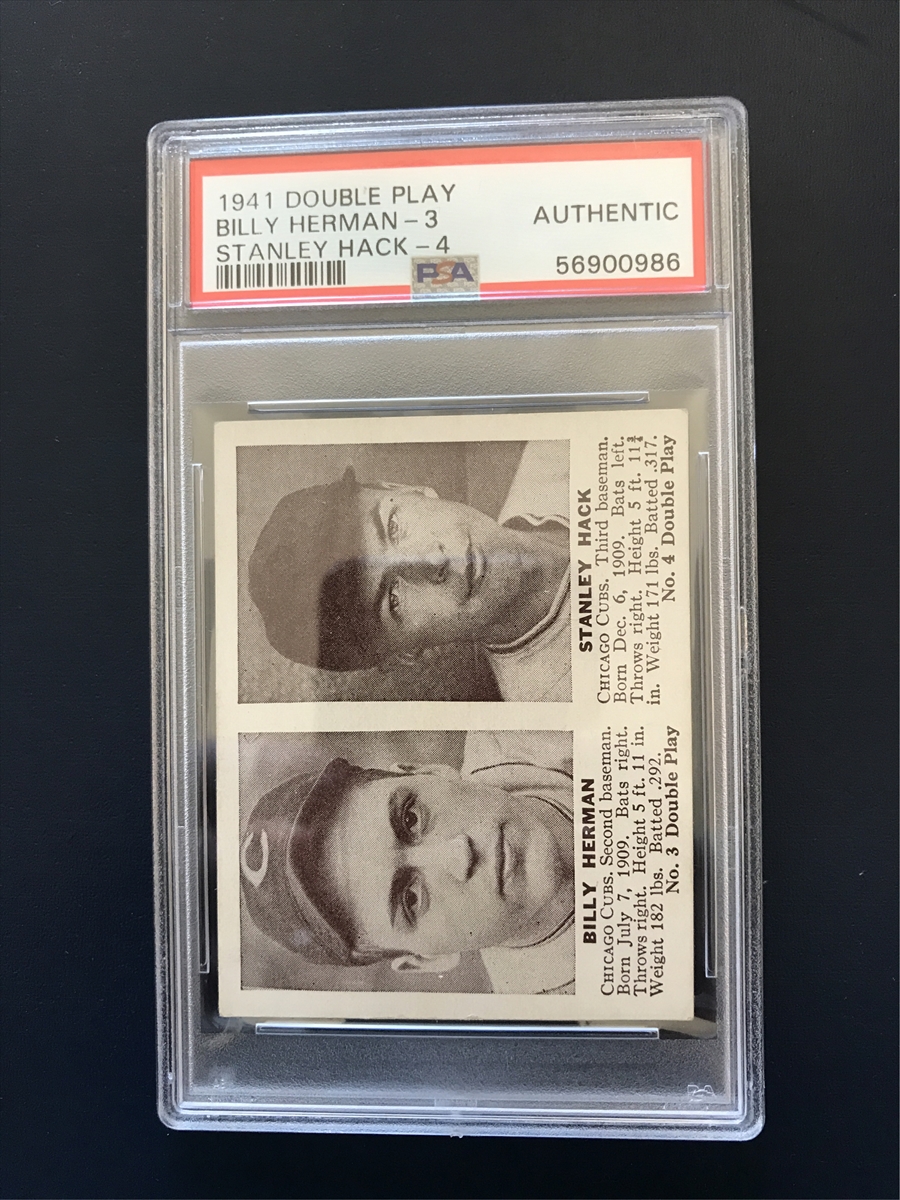 1941 DOUBLE PLAY
BILLY HERMAN - 3
STANLEY HACK - 4
AUTHENTIC
56900986
PSA
C
BILLY HERMAN
CHICAGO CUBS. Second baseman.
Born July 7, 1909. Bats right.
Throws right. Height 5 ft. 11 in.
Weight 182 lbs. Batted .292.
No. 3 Double Play
STANLEY HACK
CHICAGO CUBS. Third baseman.
Born Dec. 6, 1909. Bats left.
Throws right. Height 5 ft. 11¾
in. Weight 171 lbs. Batted .317.
No. 4 Double Play